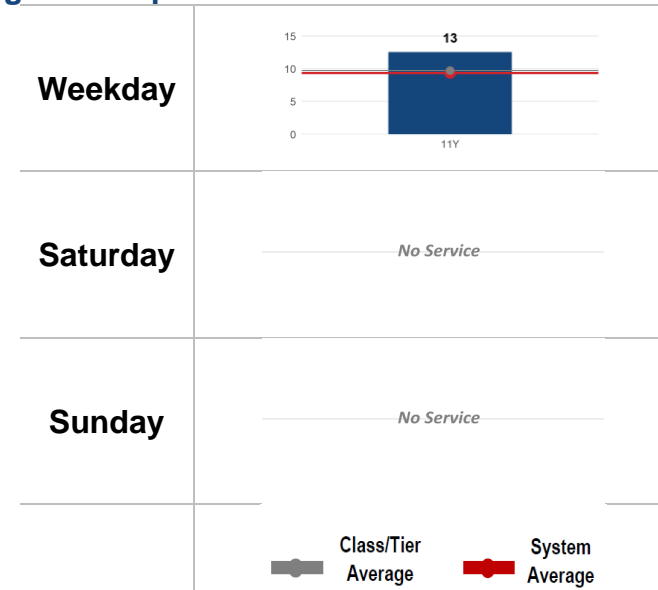 Weekday
15
13
10
5
0
11Y
Saturday
No Service
Sunday
No Service
Class/Tier
Average
System
Average